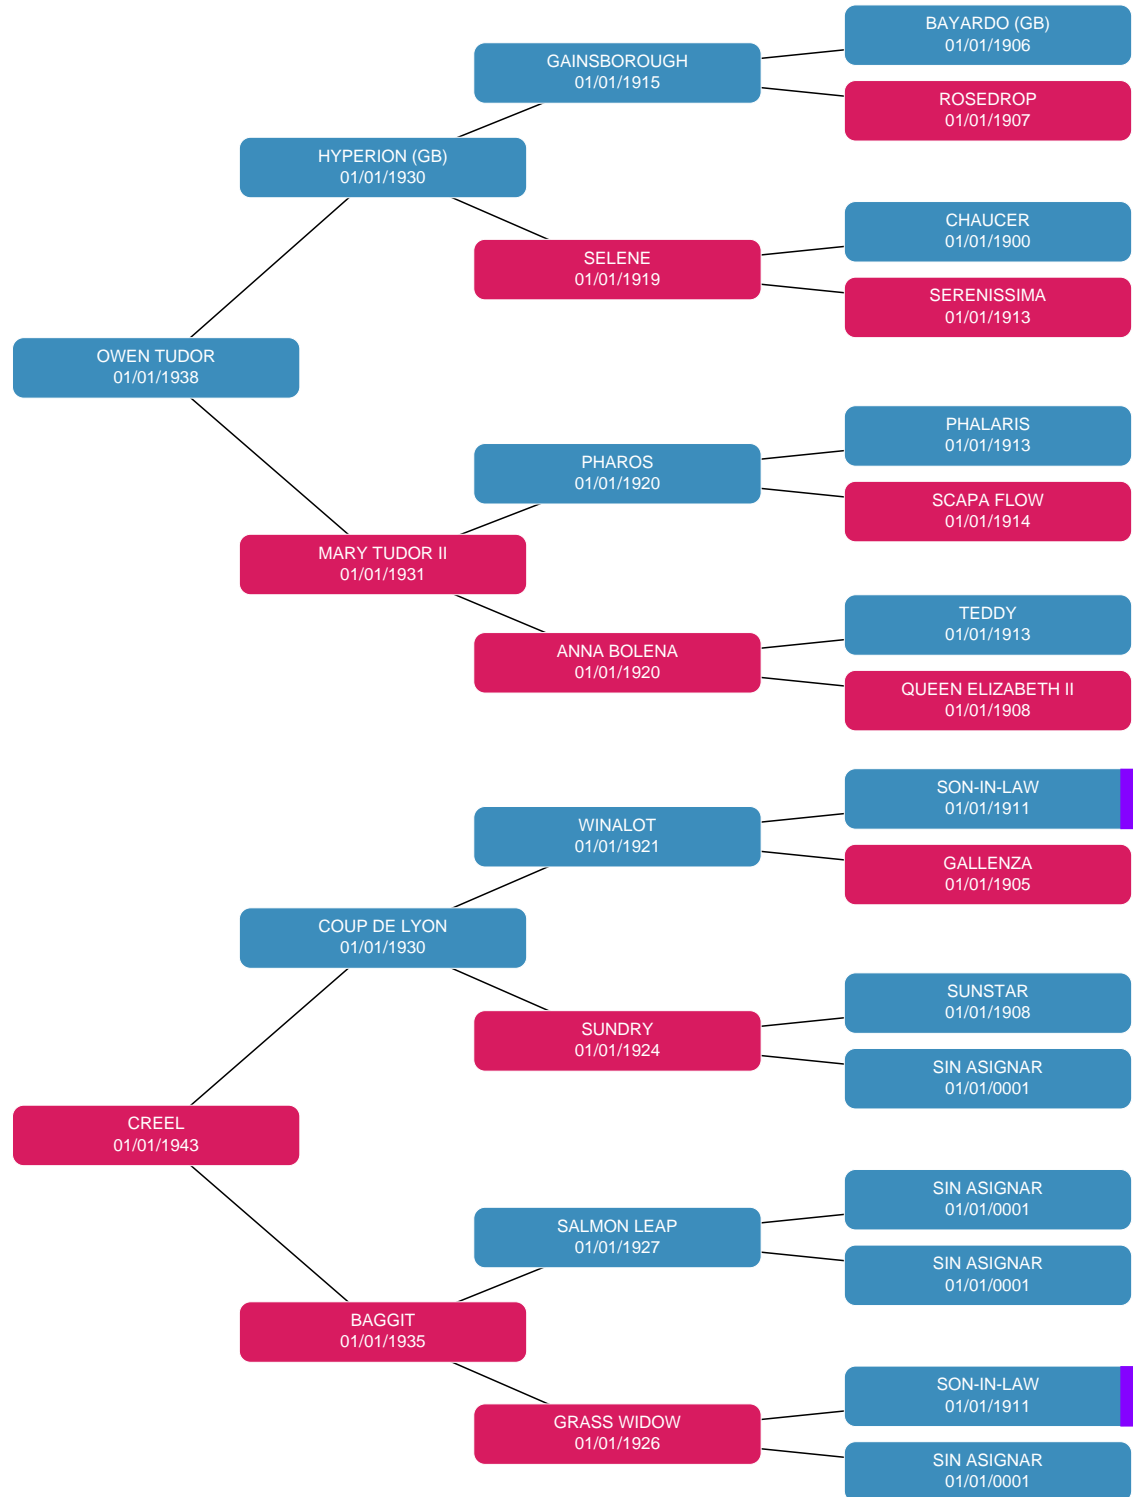 BAYARDO (GB)
01/01/1906
GAINSBOROUGH
01/01/1915
ROSEDROP
01/01/1907
HYPERION (GB)
01/01/1930
CHAUCER
01/01/1900
SELENE
01/01/1919
SERENISSIMA
01/01/1913
OWEN TUDOR
01/01/1938
PHALARIS
01/01/1913
PHAROS
01/01/1920
SCAPA FLOW
01/01/1914
MARY TUDOR II
01/01/1931
TEDDY
01/01/1913
ANNA BOLENA
01/01/1920
QUEEN ELIZABETH II
01/01/1908
SON-IN-LAW
01/01/1911
WINALOT
01/01/1921
GALLENZA
01/01/1905
COUP DE LYON
01/01/1930
SUNSTAR
01/01/1908
SUNDRY
01/01/1924
SIN ASIGNAR
01/01/0001
CREEL
01/01/1943
SIN ASIGNAR
01/01/0001
SALMON LEAP
01/01/1927
SIN ASIGNAR
01/01/0001
BAGGIT
01/01/1935
SON-IN-LAW
01/01/1911
GRASS WIDOW
01/01/1926
SIN ASIGNAR
01/01/0001